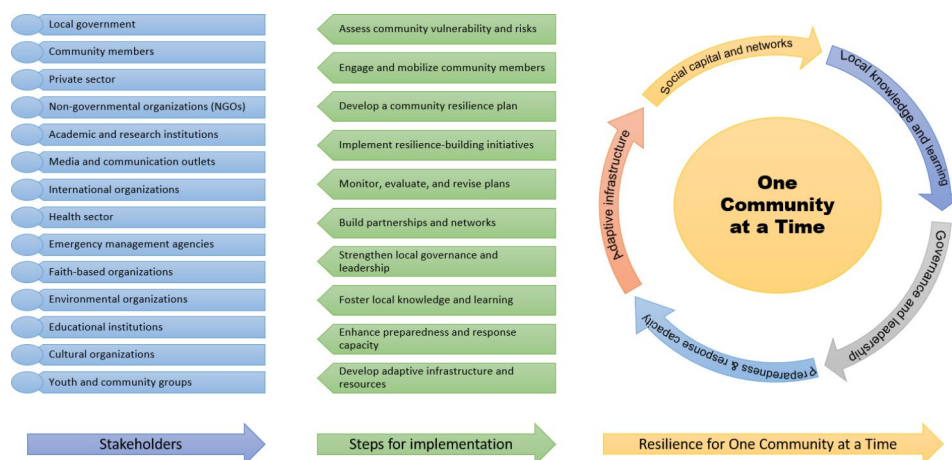 Local government
Community members
Private sector
Non-governmental organizations (NGOs)
Academic and research institutions
Media and communication outlets
International organizations
Health sector
Emergency management agencies
Faith-based organizations
Environmental organizations
Educational institutions
Cultural organizations
Youth and community groups
Stakeholders
Assess community vulnerability and risks
Engage and mobilize community members
Develop a community resilience plan
Implement resilience-building initiatives
Monitor, evaluate, and revise plans
Build partnerships and networks
Strengthen local governance and
leadership
Foster local knowledge and learning
Enhance preparedness and response
capacity
Develop adaptive infrastructure and
resources
Steps for implementation
Social capital and networks
Local knowledge and learning
Governance and leadership
Preparedness & response capacity
Adaptive infrastructure
One
Community
at a Time
Resilience for One Community at a Time